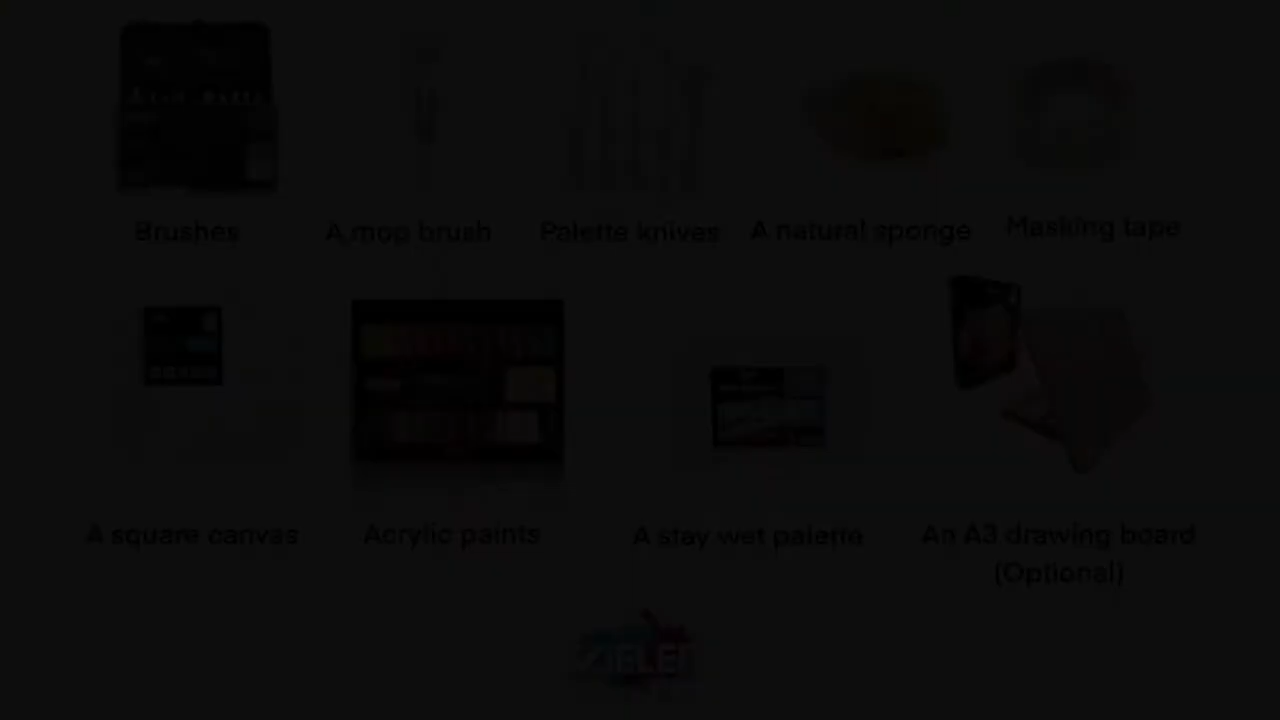 Brushes
A mop brush
Palette knives
A natural sponge
Masking tape
A square canvas
Acrylic paints
A stay wet palette
An A3 drawing board
(Optional)